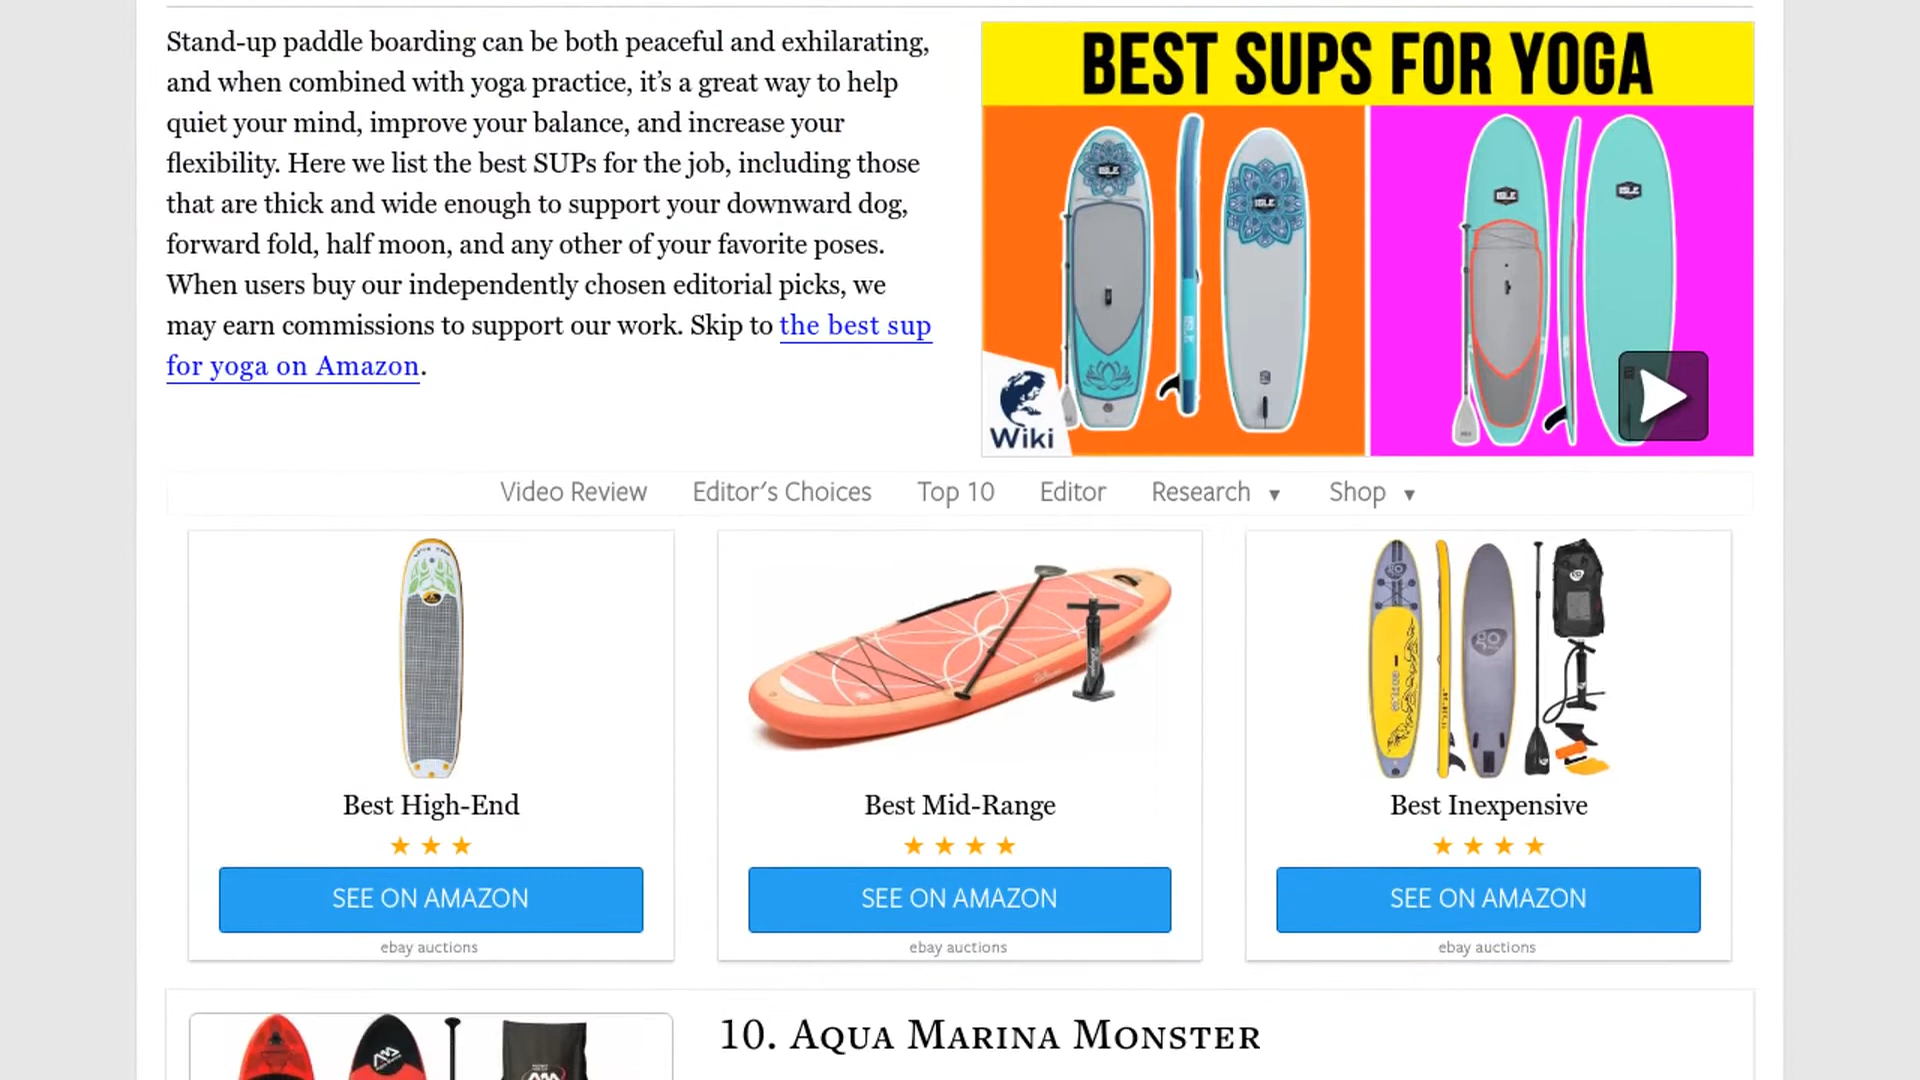 Stand-up paddle boarding can be both peaceful and exhilarating,
and when combined with yoga practice, it’s a great way to help
quiet your mind, improve your balance, and increase your
flexibility. Here we list the best SUPs for the job, including those
that are thick and wide enough to support your downward dog,
forward fold, half moon, and any other of your favorite poses.
When users buy our independently chosen editorial picks, we
may earn commissions to support our work. Skip to the best sup
for yoga on Amazon.
BEST SUPS FOR YOGA
ISLE
ISLE
ISLE
ISLE
Wiki
Video Review Editor’s Choices Top 10 Editor Research ▼ Shop ▼
go
Best High-End
★ ★ ★
SEE ON AMAZON
ebay auctions
Best Mid-Range
★ ★ ★ ★
SEE ON AMAZON
ebay auctions
Best Inexpensive
★ ★ ★ ★
SEE ON AMAZON
ebay auctions
10. AQUA MARINA MONSTER